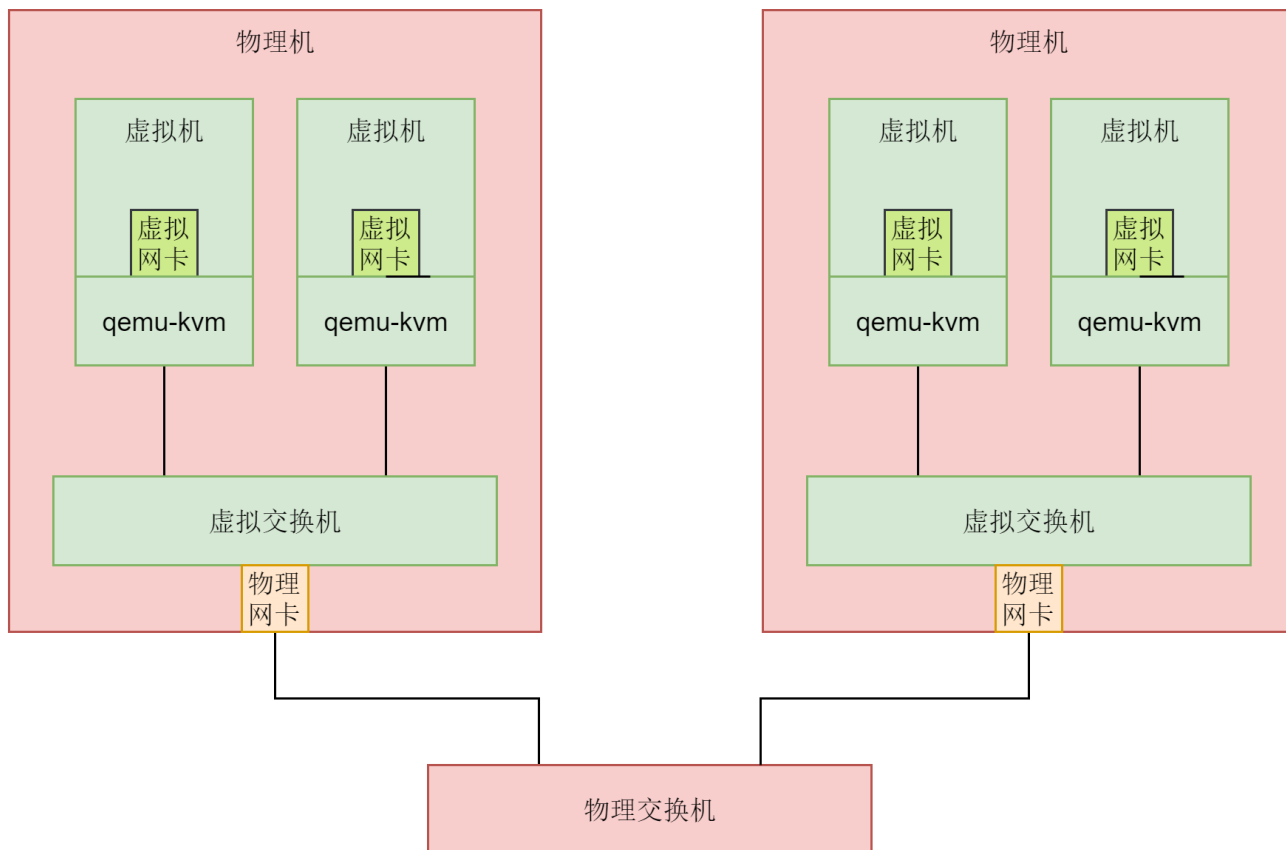 物理机
虚拟机
虚拟机
虚拟
网卡
虚拟
网卡
qemu-kvm
qemu-kvm
虚拟交换机
物理
网卡
物理机
虚拟机
虚拟机
虚拟
网卡
虚拟
网卡
qemu-kvm
qemu-kvm
虚拟交换机
物理
网卡
物理交换机